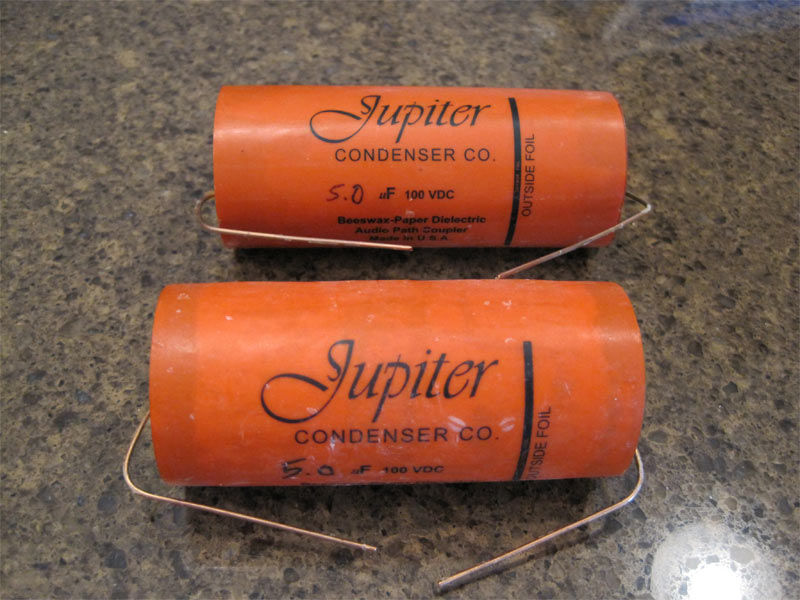 Jupiter
CONDENSER CO.
5.0 uF 100 VDC
Beeswax-Paper Dielectric
Audio Path Coupler
Made In U.S.A.
OUTSIDE FOIL
Jupiter
CONDENSER CO.
5.0 uF 100 VDC
OUTSIDE FOIL